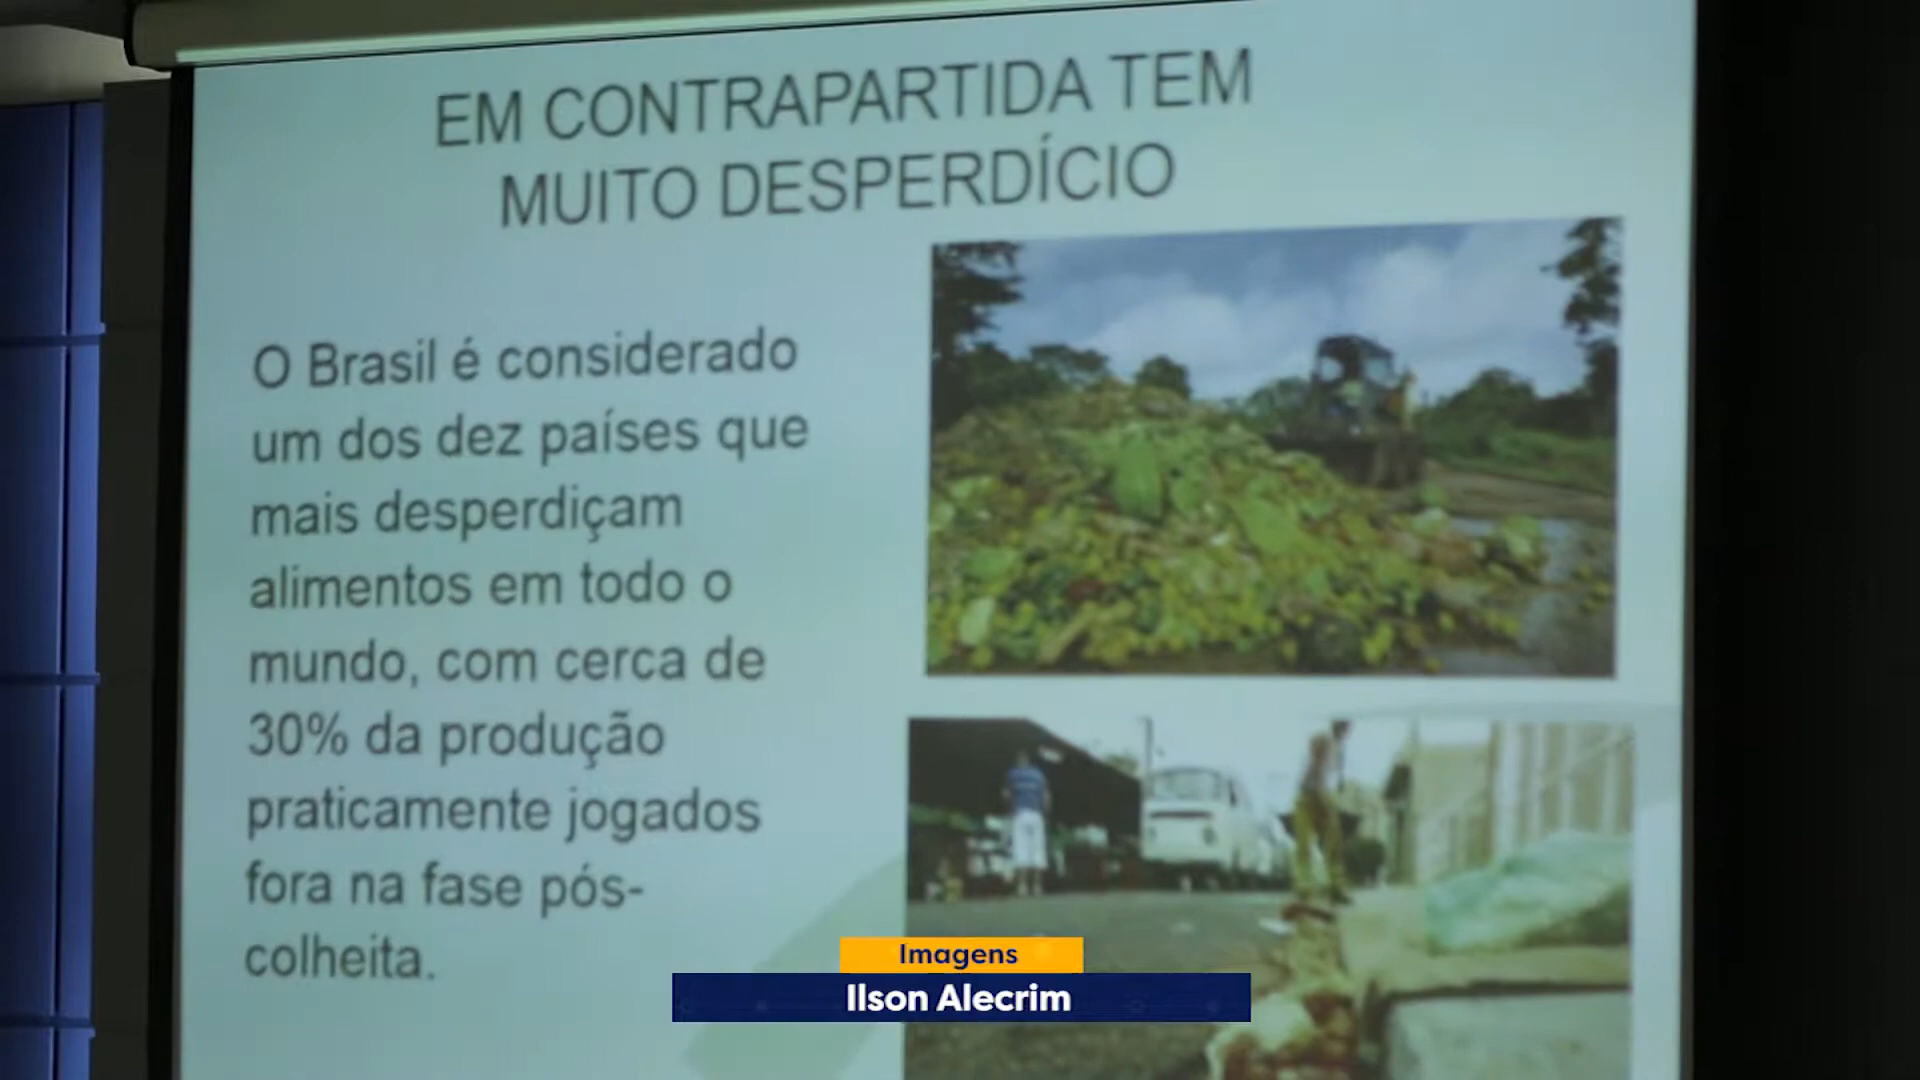 EM CONTRAPARTIDA TEM
MUITO DESPERDÍCIO
O Brasil é considerado
um dos dez países que
mais desperdiçam
alimentos em todo o
mundo, com cerca de
30% da produção
praticamente jogados
fora na fase pós-
colheita.
Imagens
Ilson Alecrim